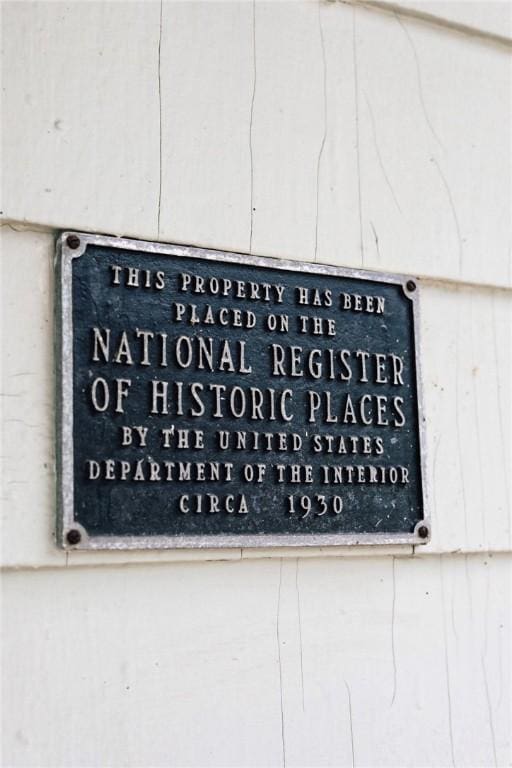 THIS PROPERTY HAS BEEN
PLACED ON THE
NATIONAL REGISTER
OF HISTORIC PLACES
BY THE UNITED STATES
DEPARTMENT OF THE INTERIOR
CIRCA 1930